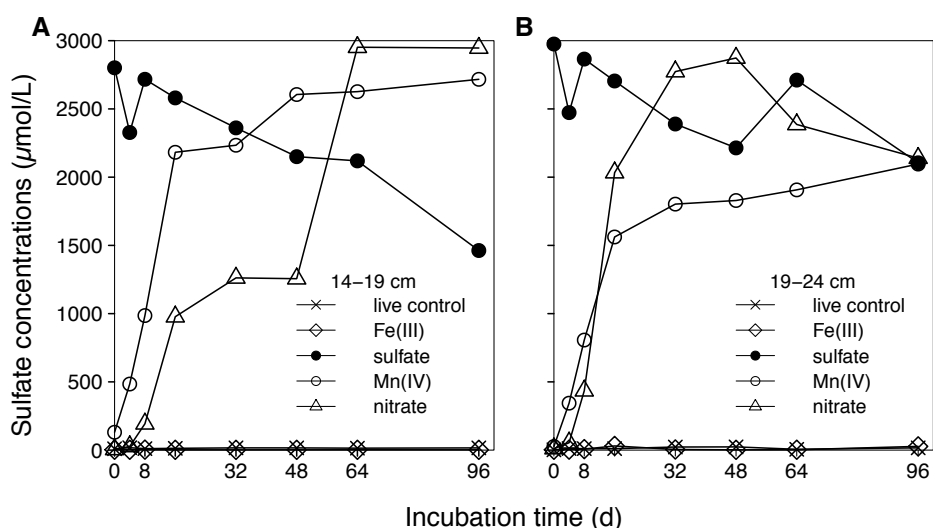 A
B
Sulfate concentrations (µmol/L)
3000
2500
2000
1500
1000
500
0
14–19 cm
live control
Fe(III)
sulfate
Mn(IV)
nitrate
19–24 cm
live control
Fe(III)
sulfate
Mn(IV)
nitrate
0 8 32 48 64 96
0 8 32 48 64 96
Incubation time (d)